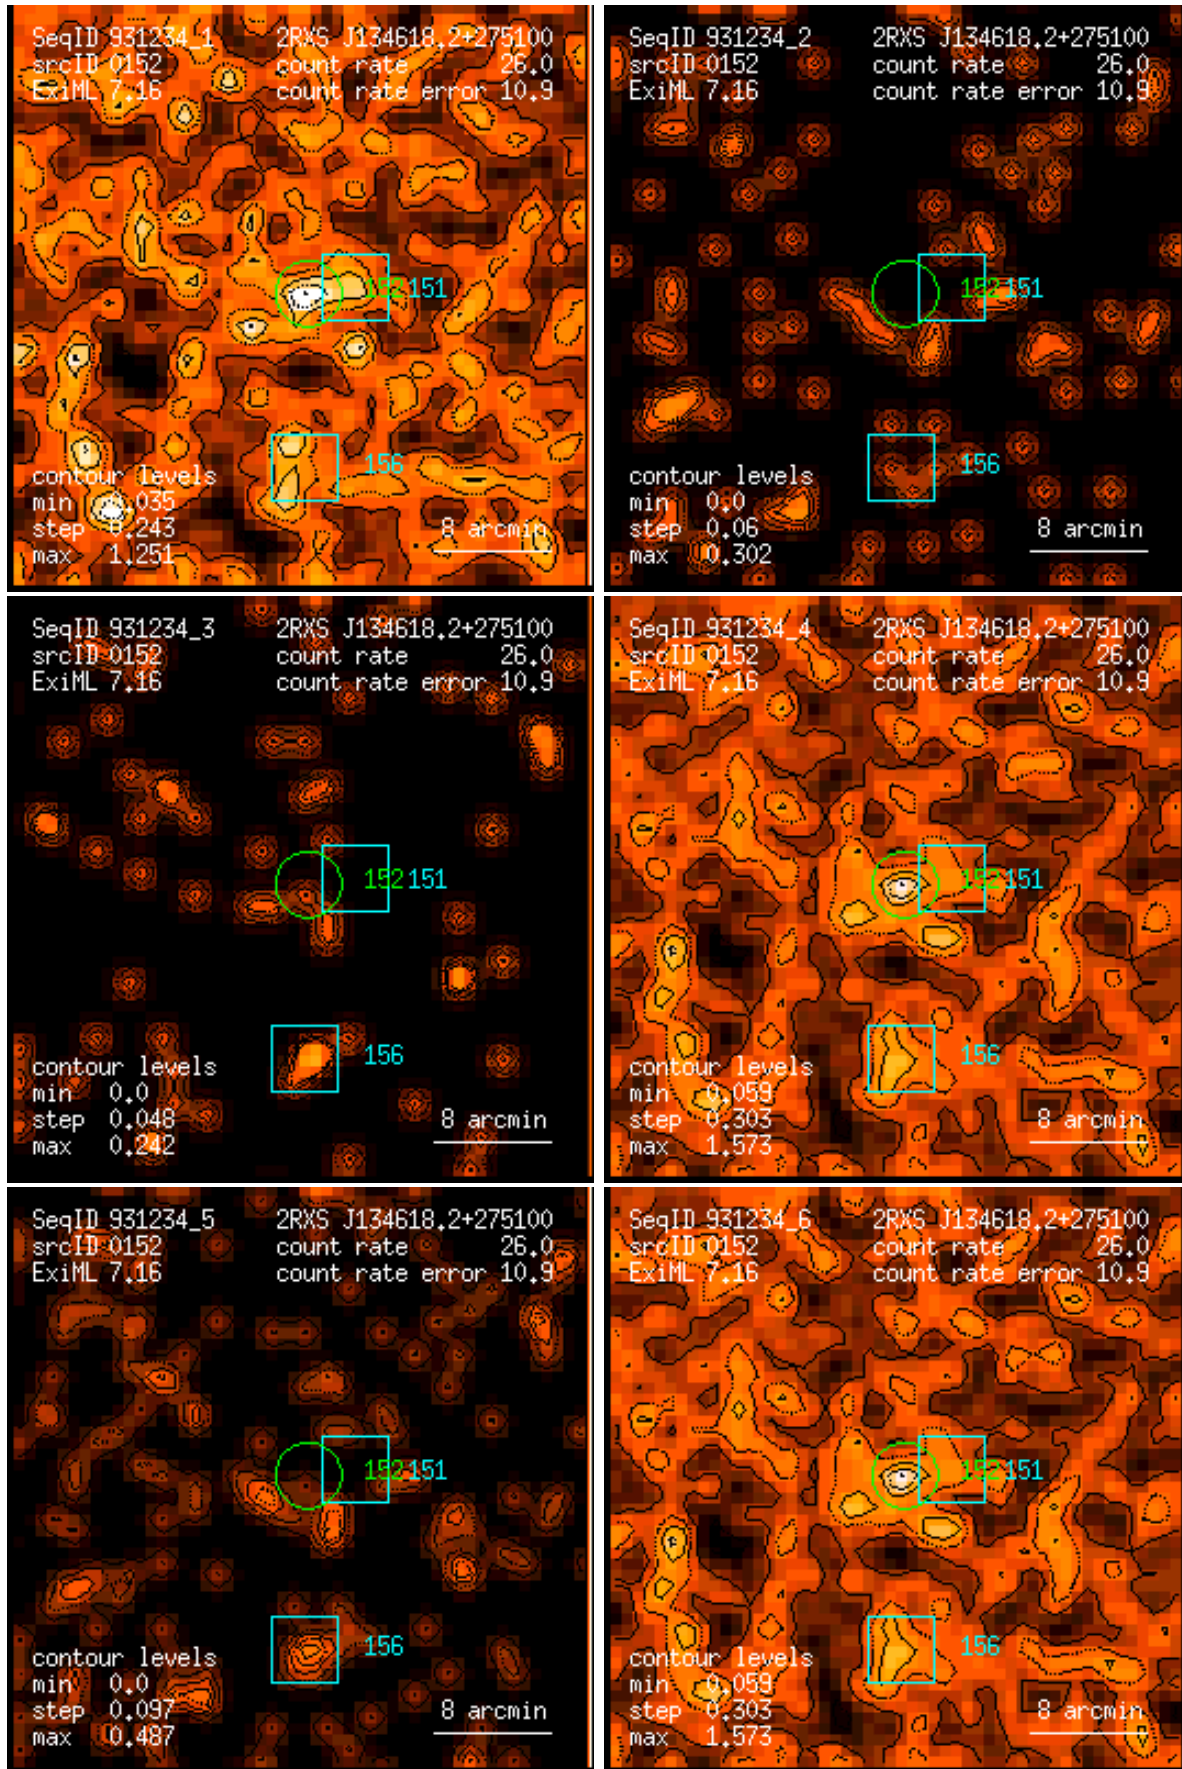 SeqID 931234_1 2RXS J134618.2+275100
srcID 0152 count rate 26.0
ExiML 7.16 count rate error 10.9
152 151
156
contour levels
min 0.035
step 0.243
max 1.251
8 arcmin
SeqID 931234_2 2RXS J134618.2+275100
srcID 0152 count rate 26.0
ExiML 7.16 count rate error 10.9
152 151
156
contour levels
min 0.0
step 0.06
max 0.302
8 arcmin
SeqID 931234_3 2RXS J134618.2+275100
srcID 0152 count rate 26.0
ExiML 7.16 count rate error 10.9
152 151
156
contour levels
min 0.0
step 0.048
max 0.242
8 arcmin
SeqID 931234_4 2RXS J134618.2+275100
srcID 0152 count rate 26.0
ExiML 7.16 count rate error 10.9
152 151
156
contour levels
min 0.059
step 0.303
max 1.573
8 arcmin
SeqID 931234_5 2RXS J134618.2+275100
srcID 0152 count rate 26.0
ExiML 7.16 count rate error 10.9
152 151
156
contour levels
min 0.0
step 0.097
max 0.487
8 arcmin
SeqID 931234_6 2RXS J134618.2+275100
srcID 0152 count rate 26.0
ExiML 7.16 count rate error 10.9
152 151
156
contour levels
min 0.059
step 0.303
max 1.573
8 arcmin